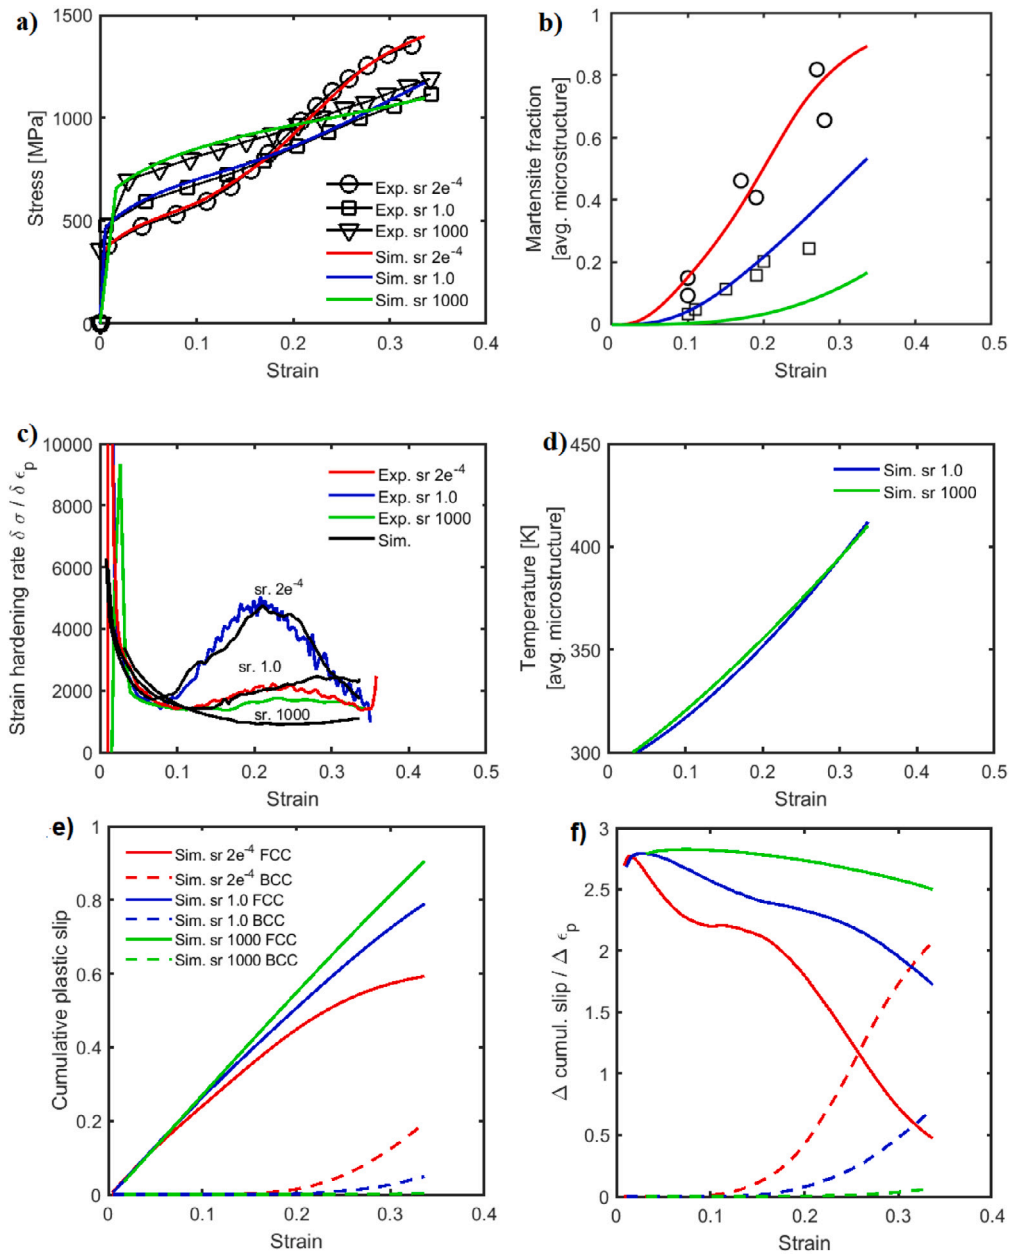 a)
1500
1000
500
0
Stress [MPa]
Exp. sr 2e⁻⁴
Exp. sr 1.0
Exp. sr 1000
Sim. sr 2e⁻⁴
Sim. sr 1.0
Sim. sr 1000
0
0.1
0.2
0.3
0.4
Strain
b)
1
0.8
0.6
0.4
0.2
0
Martensite fraction
[avg. microstructure]
0
0.1
0.2
0.3
0.4
0.5
Strain
c)
10000
8000
6000
4000
2000
0
Strain hardening rate δ σ / δ ϵ_p
Exp. sr 2e⁻⁴
Exp. sr 1.0
Exp. sr 1000
Sim.
sr. 2e⁻⁴
sr. 1.0
sr. 1000
0
0.1
0.2
0.3
0.4
0.5
Strain
d)
450
400
350
300
Temperature [K]
[avg. microstructure]
Sim. sr 1.0
Sim. sr 1000
0
0.1
0.2
0.3
0.4
0.5
Strain
e)
1
0.8
0.6
0.4
0.2
0
Cumulative plastic slip
Sim. sr 2e⁻⁴ FCC
Sim. sr 2e⁻⁴ BCC
Sim. sr 1.0 FCC
Sim. sr 1.0 BCC
Sim. sr 1000 FCC
Sim. sr 1000 BCC
0
0.1
0.2
0.3
0.4
Strain
f)
3
2.5
2
1.5
1
0.5
0
Δ cumul. slip / Δ ϵ_p
0
0.1
0.2
0.3
0.4
Strain